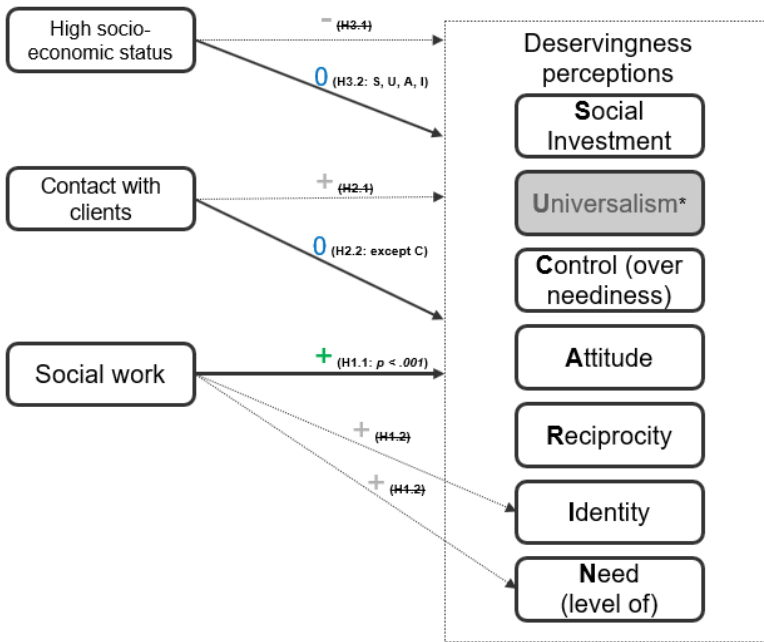 High socio-
economic status
- (H3.1)
0 (H3.2: S, U, A, I)
Contact with
clients
+ (H2.1)
0 (H2.2: except C)
Social work
+ (H1.1: p < .001)
+ (H1.2)
+ (H1.2)
Deservingness
perceptions
Social
Investment
Universalism*
Control (over
neediness)
Attitude
Reciprocity
Identity
Need
(level of)